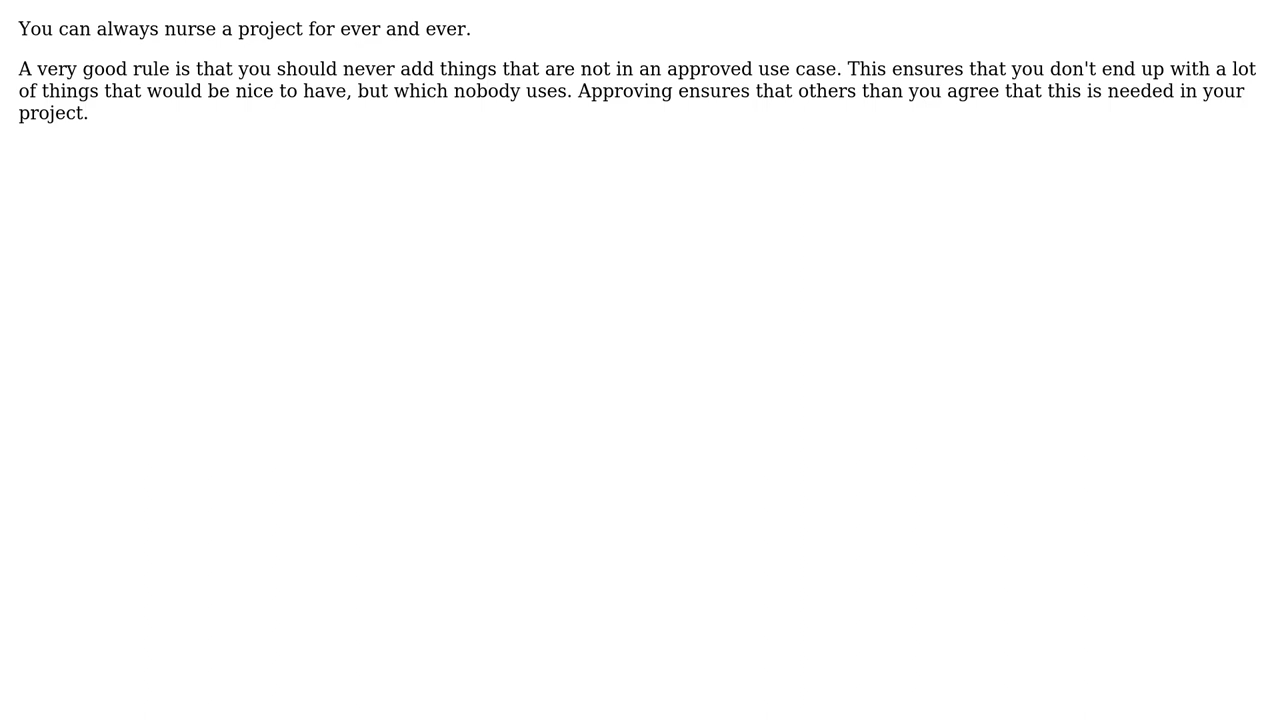 You can always nurse a project for ever and ever.
A very good rule is that you should never add things that are not in an approved use case. This ensures that you don't end up with a lot
of things that would be nice to have, but which nobody uses. Approving ensures that others than you agree that this is needed in your
project.